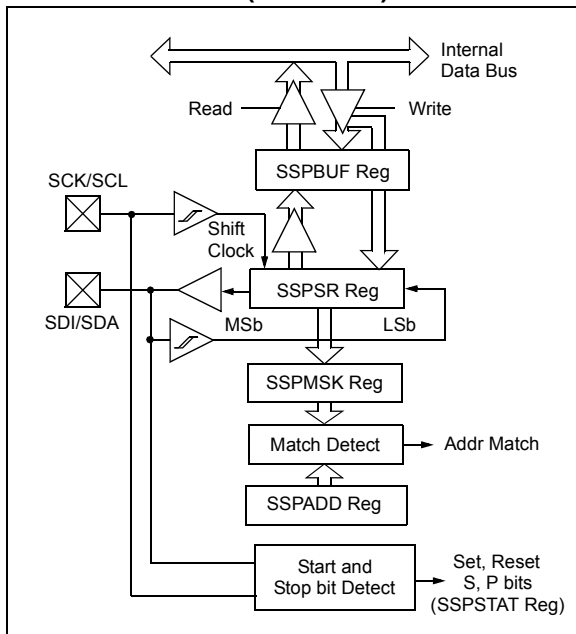 Internal
Data Bus
Read
Write
SSPBUF Reg
SCK/SCL
Shift
Clock
SSPSR Reg
SDI/SDA
MSb
LSb
SSPMSK Reg
Match Detect
Addr Match
SSPADD Reg
Start and
Stop bit Detect
Set, Reset
S, P bits
(SSPSTAT Reg)